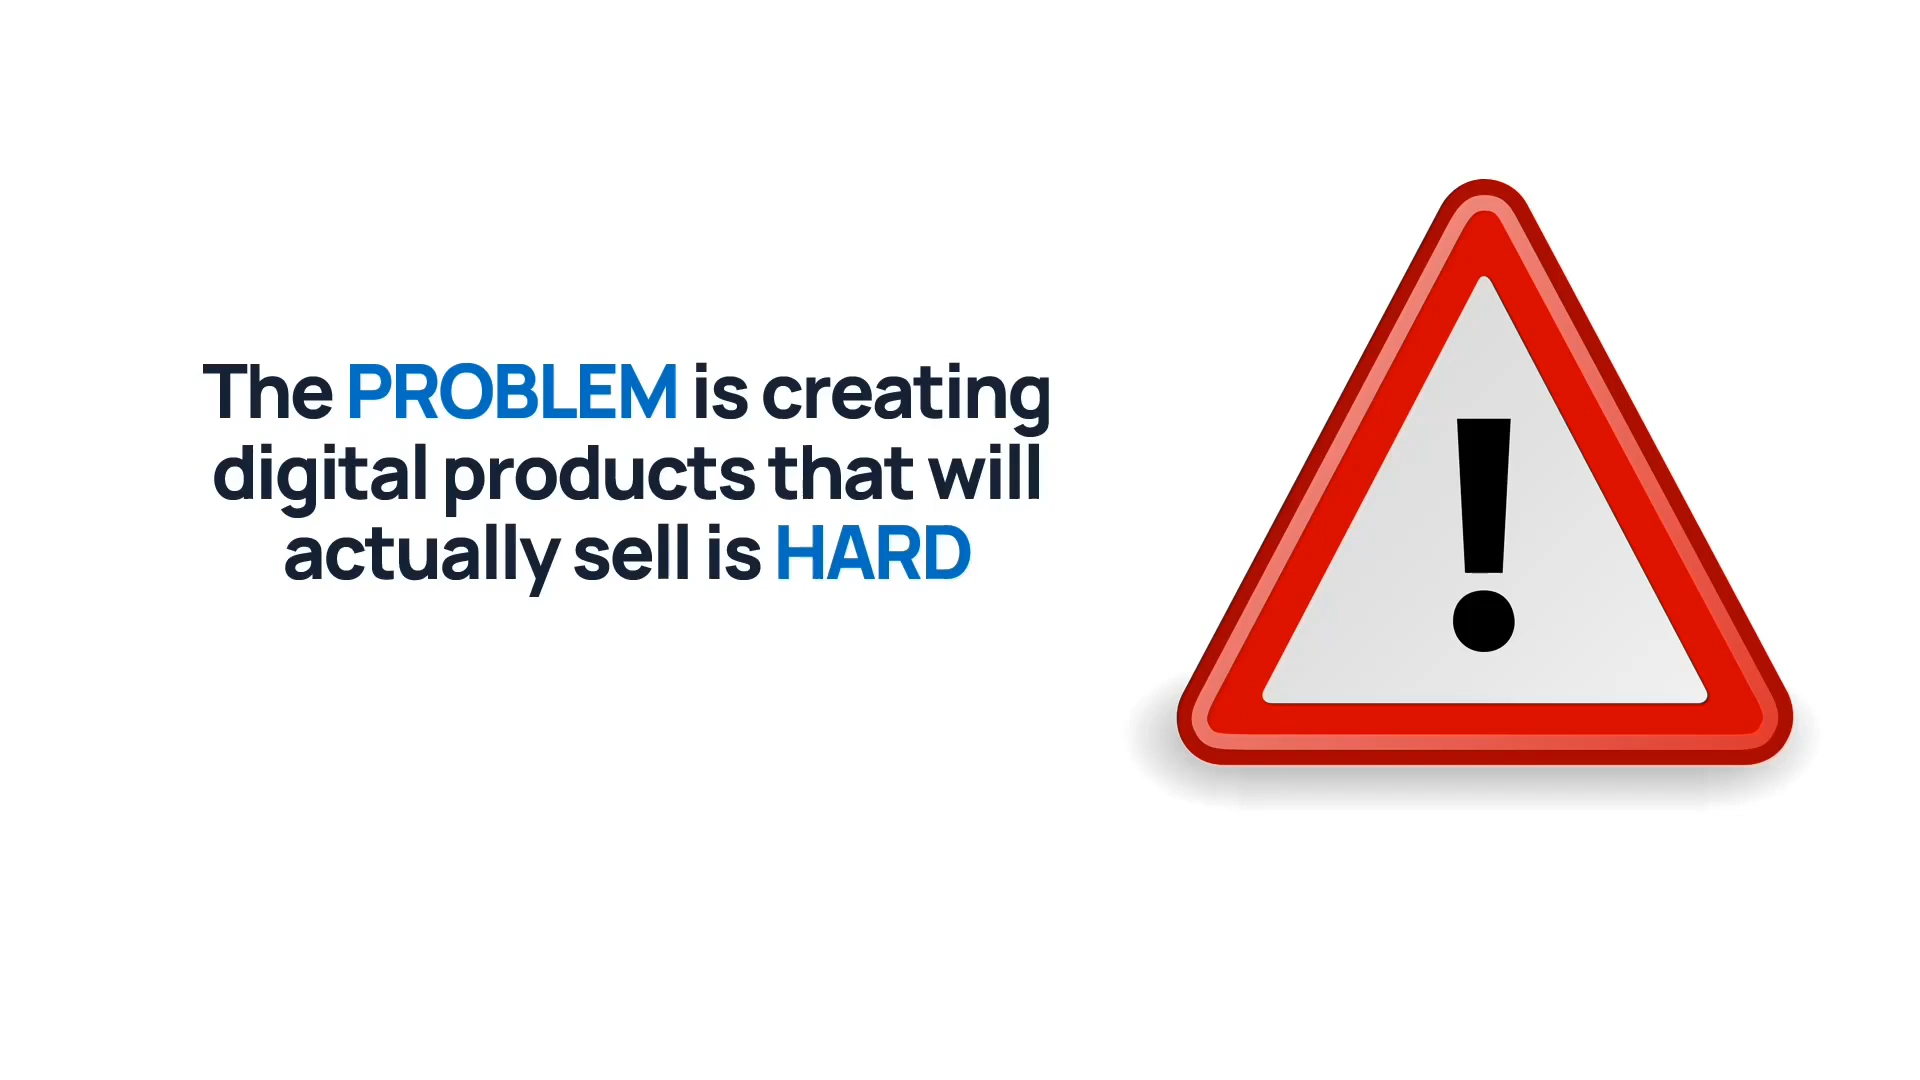 The PROBLEM is creating
digital products that will
actually sell is HARD
!